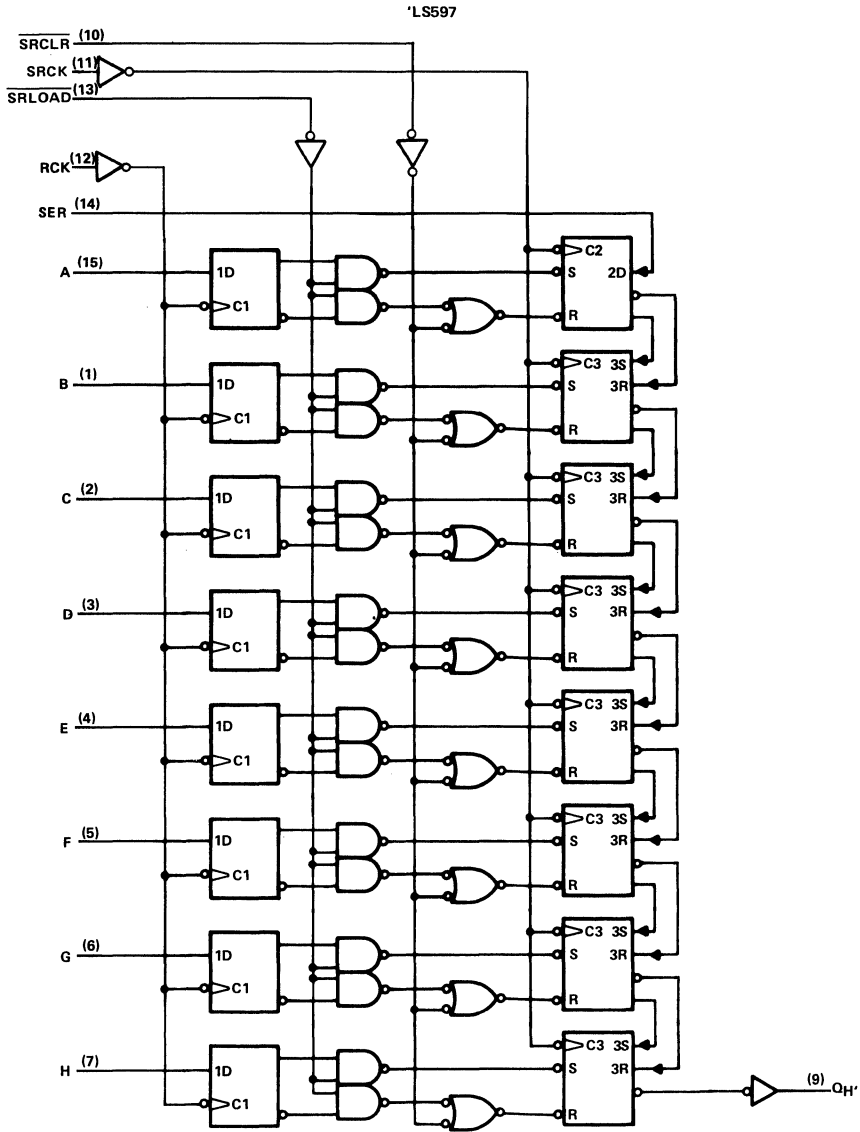 'LS597
SRCLR (10)
SRCK (11)
SRLOAD (13)
RCK (12)
SER (14)
C2
A (15) 1D S 2D
C1 R
C3 3S
B (1) 1D S 3R
C1 R
C3 3S
C (2) 1D S 3R
C1 R
C3 3S
D (3) 1D S 3R
C1 R
C3 3S
E (4) 1D S 3R
C1 R
C3 3S
F (5) 1D S 3R
C1 R
C3 3S
G (6) 1D S 3R
C1 R
C3 3S
H (7) 1D S 3R
(9) QH'
C1 R